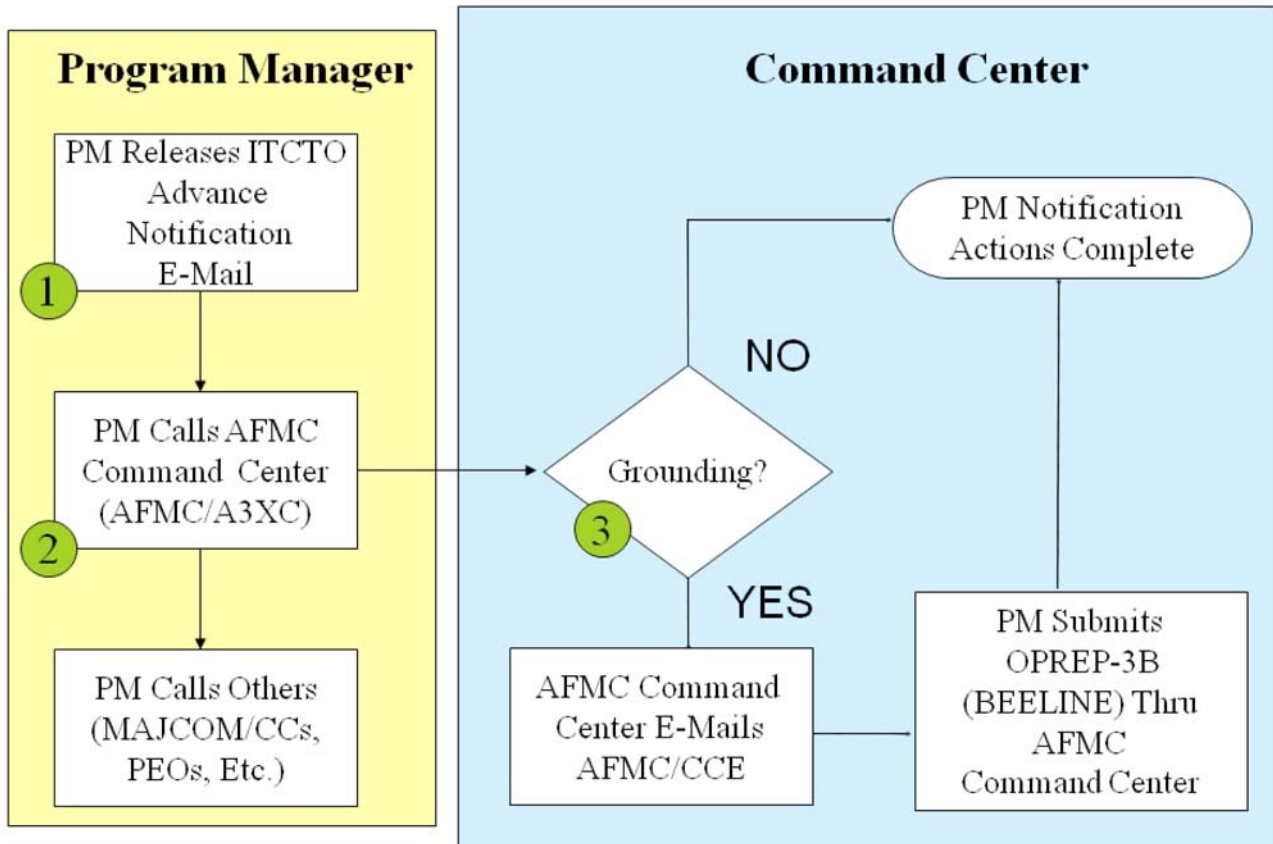 Program Manager
PM Releases ITCTO
Advance
Notification
E-Mail
1
PM Calls AFMC
Command Center
(AFMC/A3XC)
2
PM Calls Others
(MAJCOM/CCs,
PEOs, Etc.)
Command Center
PM Notification
Actions Complete
NO
Grounding?
3
YES
AFMC Command
Center E-Mails
AFMC/CCE
PM Submits
OPREP-3B
(BEELINE) Thru
AFMC
Command Center